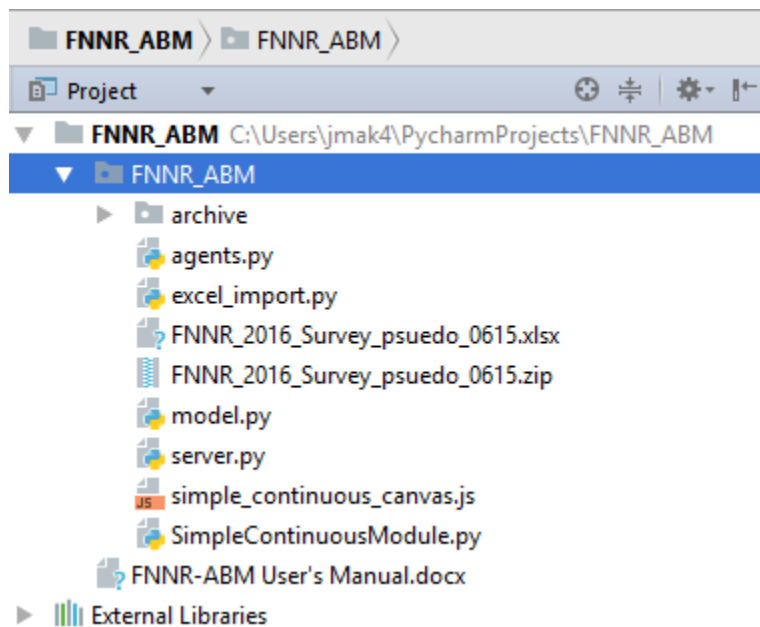 FNNR_ABM FNNR_ABM
Project
FNNR_ABM C:\Users\jmak4\PycharmProjects\FNNR_ABM
FNNR_ABM
archive
agents.py
excel_import.py
FNNR_2016_Survey_psuedo_0615.xlsx
FNNR_2016_Survey_psuedo_0615.zip
model.py
server.py
JS simple_continuous_canvas.js
SimpleContinuousModule.py
FNNR-ABM User's Manual.docx
External Libraries